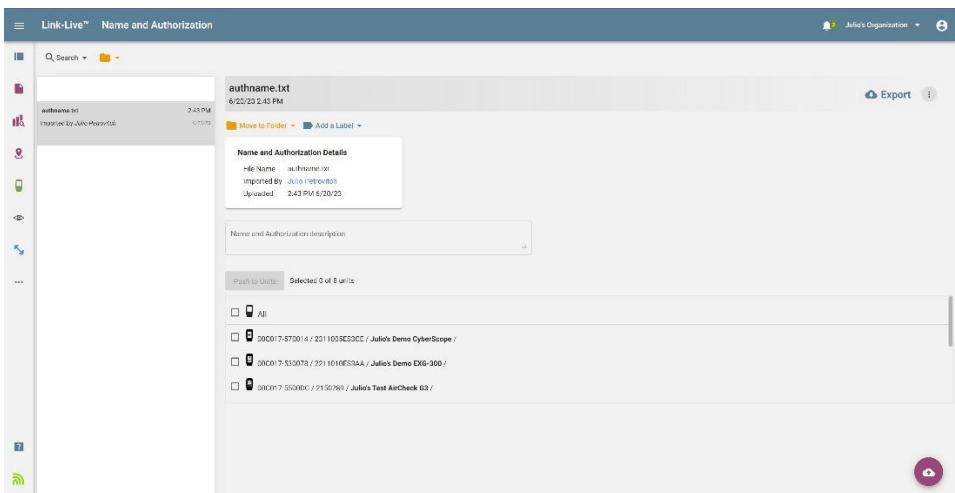 Link-Live™ Name and Authorization
Julio's Organization
Search
authname.txt 2:43 PM
Imported by Julio Petrovitch
authname.txt
6/20/23 2:43 PM
Export
Move to Folder Add a Label
Name and Authorization Details
File Name authname.txt
Imported By Julio Petrovitch
Uploaded 2:43 PM 6/20/23
Name and Authorization description
Push to Units Selected 0 of 8 units
All
00C017-570014 / 2311005ES3CE / Julio's Demo CyberScope /
00C017-530078 / 2211010ES3AA / Julio's Demo EXG-300 /
00C017-5500DC / 2150289 / Julio's Test AirCheck G3 /